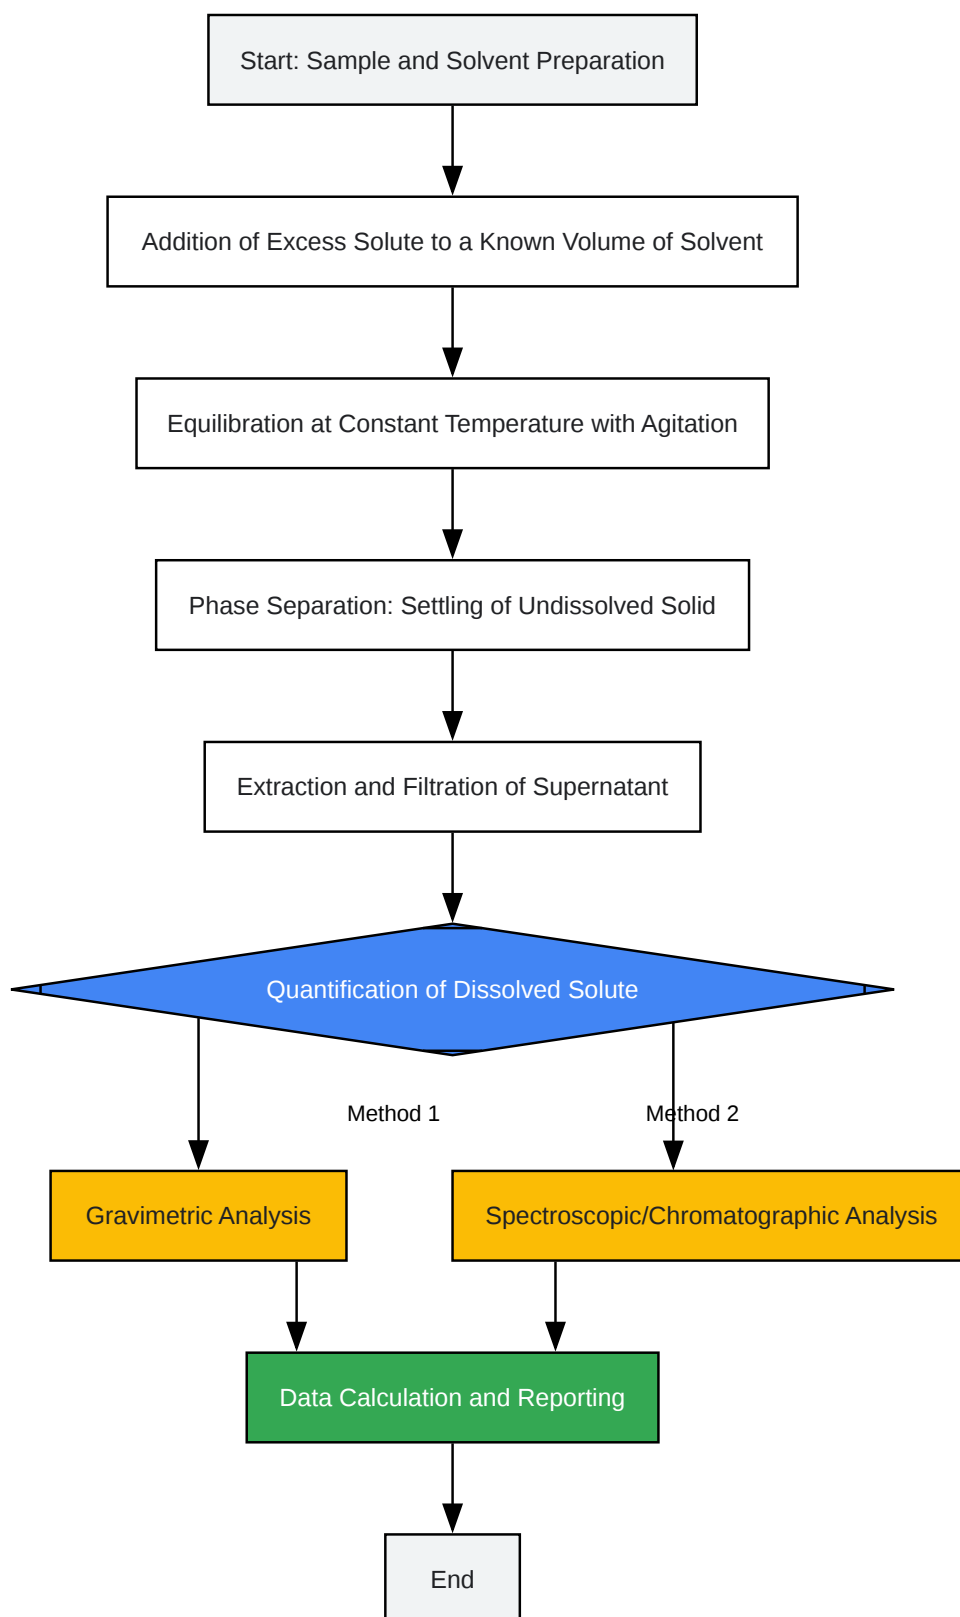 Start: Sample and Solvent Preparation
Addition of Excess Solute to a Known Volume of Solvent
Equilibration at Constant Temperature with Agitation
Phase Separation: Settling of Undissolved Solid
Extraction and Filtration of Supernatant
Quantification of Dissolved Solute
Method 1
Method 2
Gravimetric Analysis
Spectroscopic/Chromatographic Analysis
Data Calculation and Reporting
End